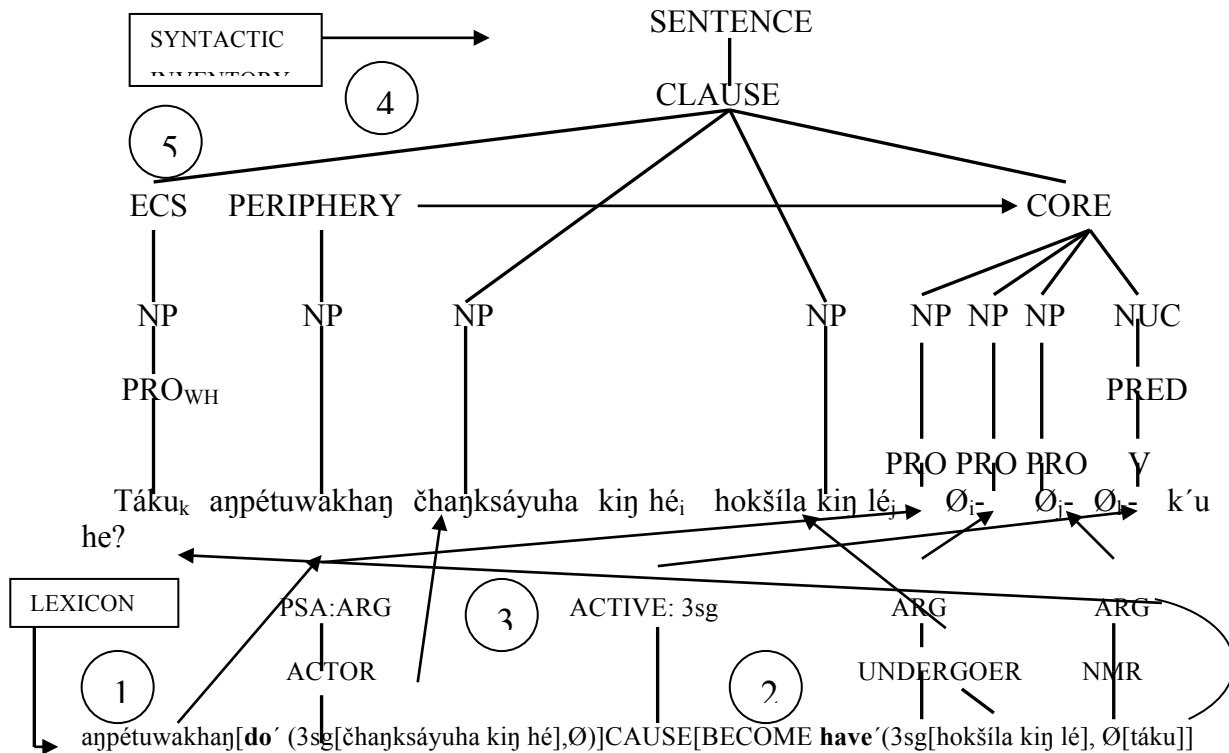 SYNTACTIC
INVENTORY
SENTENCE
4
CLAUSE
5
ECS PERIPHERY CORE
NP NP NP NP NP NP NP NUC
PRO_WH PRED
PRO PRO PRO V
Táku_k aŋpétuwakhaŋ čhaŋksáyuha kiŋ hé_i hokšíla kiŋ lé_j Ø_i- Ø_j- Ø_k- k´u
he?
LEXICON
PSA:ARG 3 ACTIVE: 3sg ARG ARG
1 ACTOR 2 UNDERGOER NMR
aŋpétuwakhaŋ[do´ (3sg[čhaŋksáyuha kiŋ hé],Ø)]CAUSE[BECOME have´(3sg[hokšíla kiŋ lé], Ø[táku]]